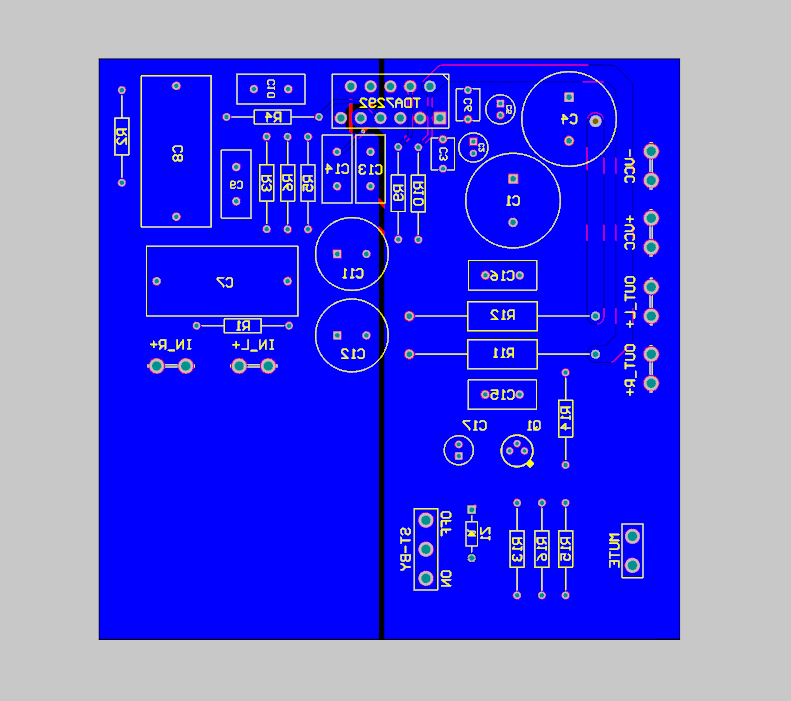 C10
TDA7292
C6
C5
C4
R4
R2
C8
C9
R3
R6
R5
C14
C13
R9
R10
C3
C2
-VCC
C1
+VCC
C11
C16
C7
OUT_L+
R12
R1
IN_R+
IN_L+
C12
R11
OUT_R+
C15
R14
C17
Q1
OFF
ST-BY
ON
Z1
R13
R16
R15
MUTE